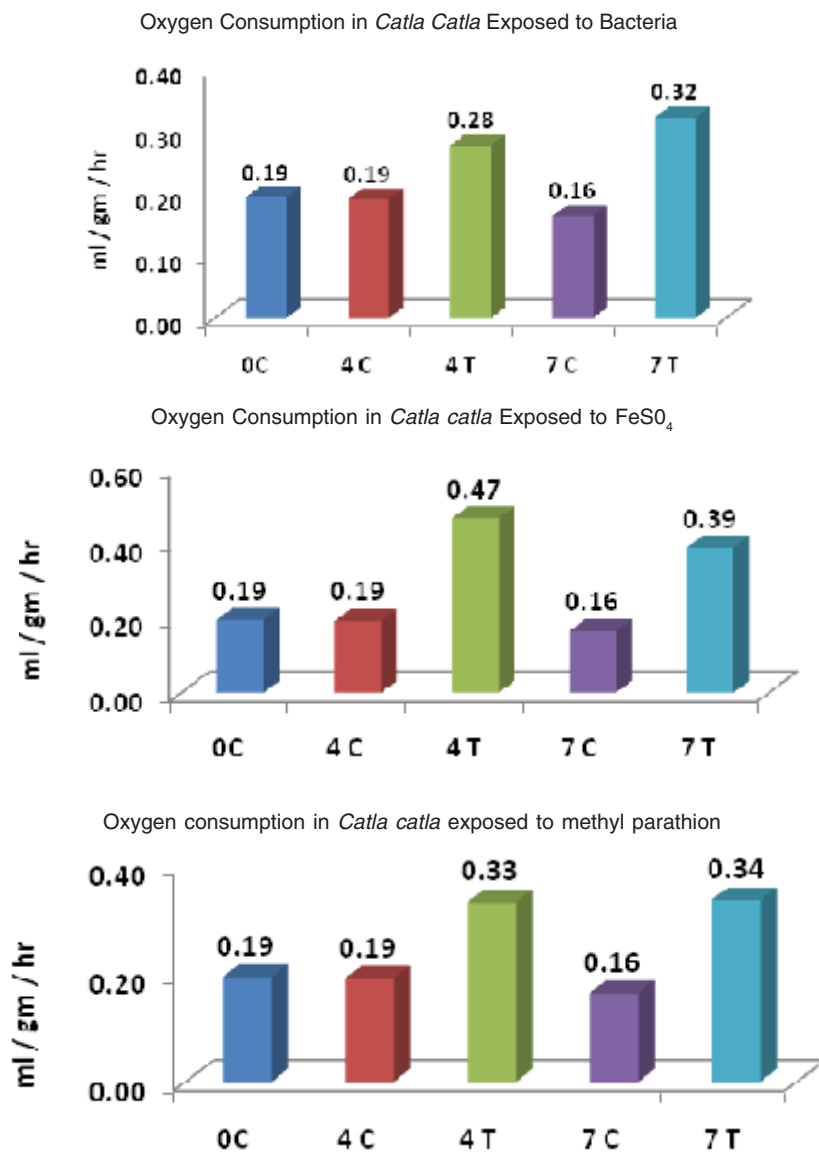 Oxygen Consumption in Catla Catla Exposed to Bacteria
0.40
0.30
0.20
0.10
0.00
ml / gm / hr
0.19
0.19
0.28
0.16
0.32
0C
4 C
4 T
7 C
7 T
Oxygen Consumption in Catla catla Exposed to FeS0₄
0.60
0.40
0.20
0.00
ml / gm / hr
0.19
0.19
0.47
0.16
0.39
0C
4 C
4 T
7 C
7 T
Oxygen consumption in Catla catla exposed to methyl parathion
0.40
0.20
0.00
ml / gm / hr
0.19
0.19
0.33
0.16
0.34
0C
4 C
4 T
7 C
7 T